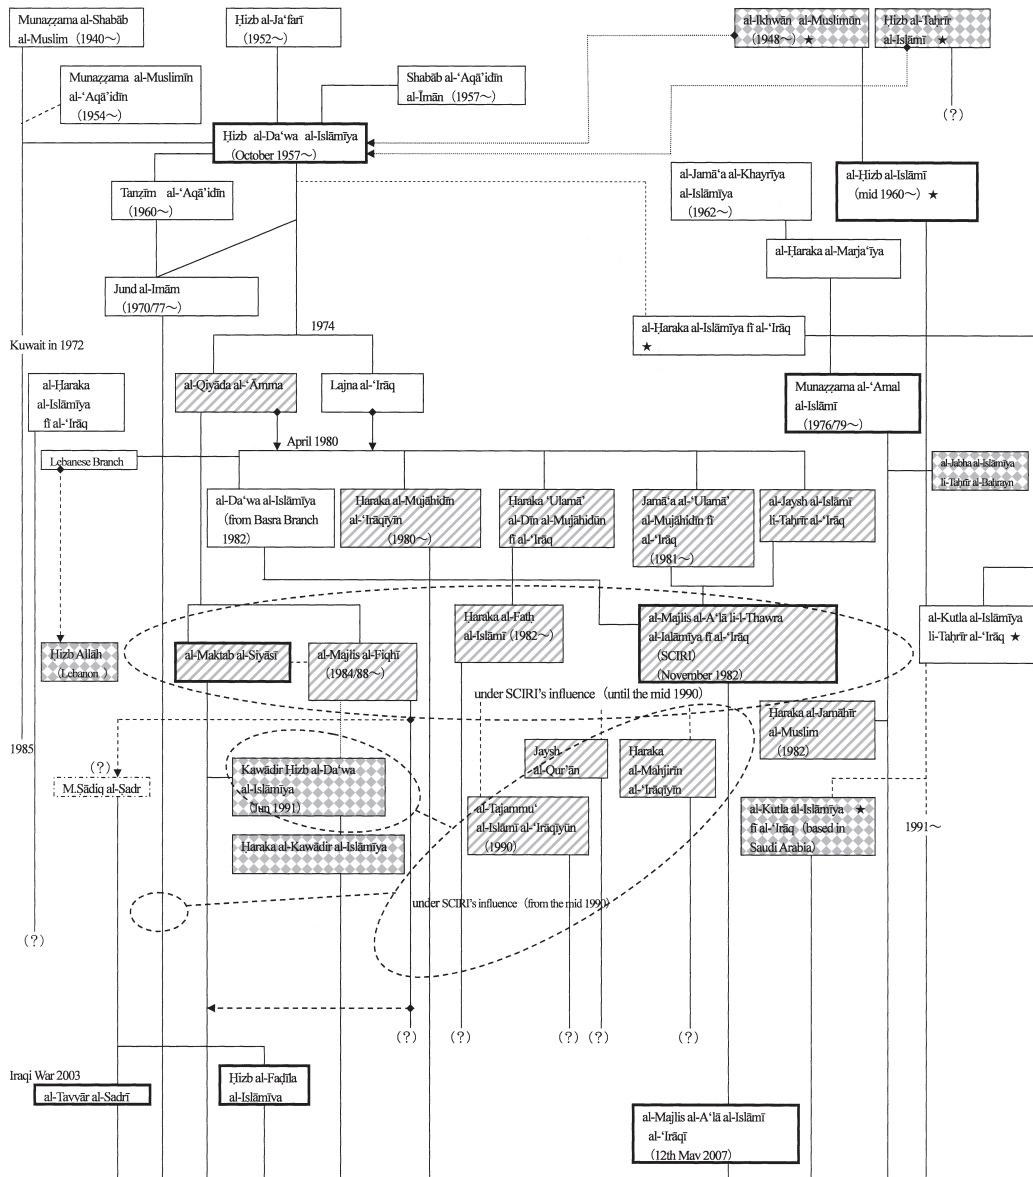 Munaẓẓama al-Shabāb
al-Muslim（1940～）
Ḥizb al-Ja‘farī
（1952～）
al-Ikhwān al-Muslimūn
（1948～）★
Ḥizb al-Taḥrīr
al-Islāmī ★
Munaẓẓama al-Muslimīn
al-‘Aqā’idīn
（1954～）
Shabāb al-‘Aqā’idīn
al-Īmān（1957～）
（?）
Ḥizb al-Da‘wa al-Islāmīya
（October 1957～）
Tanẓīm al-‘Aqā’idīn
（1960～）
al-Jamā‘a al-Khayrīya
al-Islāmīya
（1962～）
al-Ḥizb al-Islāmī
（mid 1960～）★
al-Ḥaraka al-Marja‘īya
Jund al-Imām
（1970/77～）
1974
al-Ḥaraka al-Islāmīya fī al-‘Irāq
★
Kuwait in 1972
al-Ḥaraka
al-Islāmīya
fī al-‘Irāq
al-Qiyāda al-‘Āmma
Lajna al-‘Irāq
Munaẓẓama al-‘Amal
al-Islāmī
（1976/79～）
April 1980
Lebanese Branch
al-Jabha al-Islāmīya
li-Taḥrīr al-Bahrayn
al-Da‘wa al-Islāmīya
(from Basra Branch
1982)
Ḥaraka al-Mujāhidīn
al-‘Irāqīyīn
（1980～）
Ḥaraka ‘Ulamā’
al-Dīn al-Mujāhidūn
fī al-‘Irāq
Jamā‘a al-‘Ulamā’
al-Mujāhidīn fī
al-‘Irāq
（1981～）
al-Jaysh al-Islāmī
li-Taḥrīr al-‘Irāq
Ḥaraka al-Fatḥ
al-Islāmī（1982～）
al-Majlis al-A‘lā li-l-Thawra
al-Ialāmīya fī al-‘Irāq
(SCIRI)
(November 1982)
al-Kutla al-Islāmīya
li-Taḥrīr al-‘Irāq ★
Ḥizb Allāh
（Lebanon ）
al-Maktab al-Siyāsī
al-Majlis al-Fiqhī
（1984/88～）
under SCIRI's influence（until the mid 1990）
Ḥaraka al-Jamāhīr
al-Muslim
（1982）
1985
（?）
M.Ṣādiq al-Ṣadr
Kawādir Ḥizb al-Da‘wa
al-Islāmīya
（Jun 1991）
Jaysh
al-Qur’ān
Ḥaraka
al-Mahjirīn
al-‘Irāqīyīn
al-Tajammu‘
al-Islāmī al-‘Irāqīyūn
（1990）
al-Kutla al-Islāmīya ★
fī al-‘Irāq（based in
Saudi Arabia）
1991～
Ḥaraka al-Kawādir al-Islāmīya
under SCIRI's influence（from the mid 1990）
（?）
（?）
（?）
（?）
（?）
（?）
Iraqi War 2003
al-Tayyār al-Sadrī
Ḥizb al-Faḍīla
al-Islāmīya
al-Majlis al-A‘lā al-Islāmī
al-‘Irāqī
(12th May 2007)